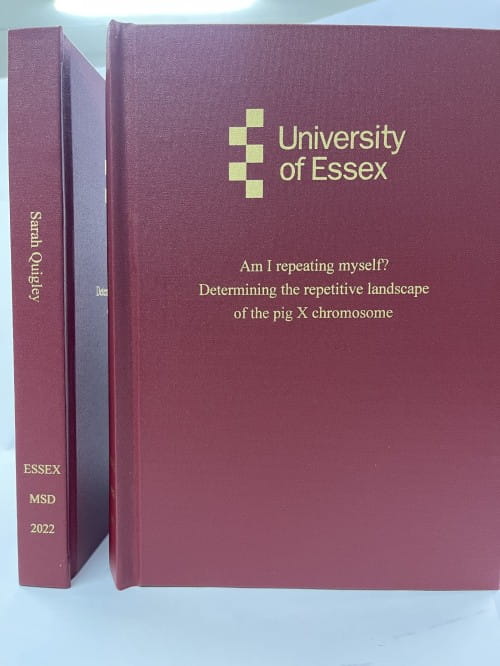 Sarah Quigley
ESSEX
MSD
2022
University
of Essex
Am I repeating myself?
Determining the repetitive landscape
of the pig X chromosome